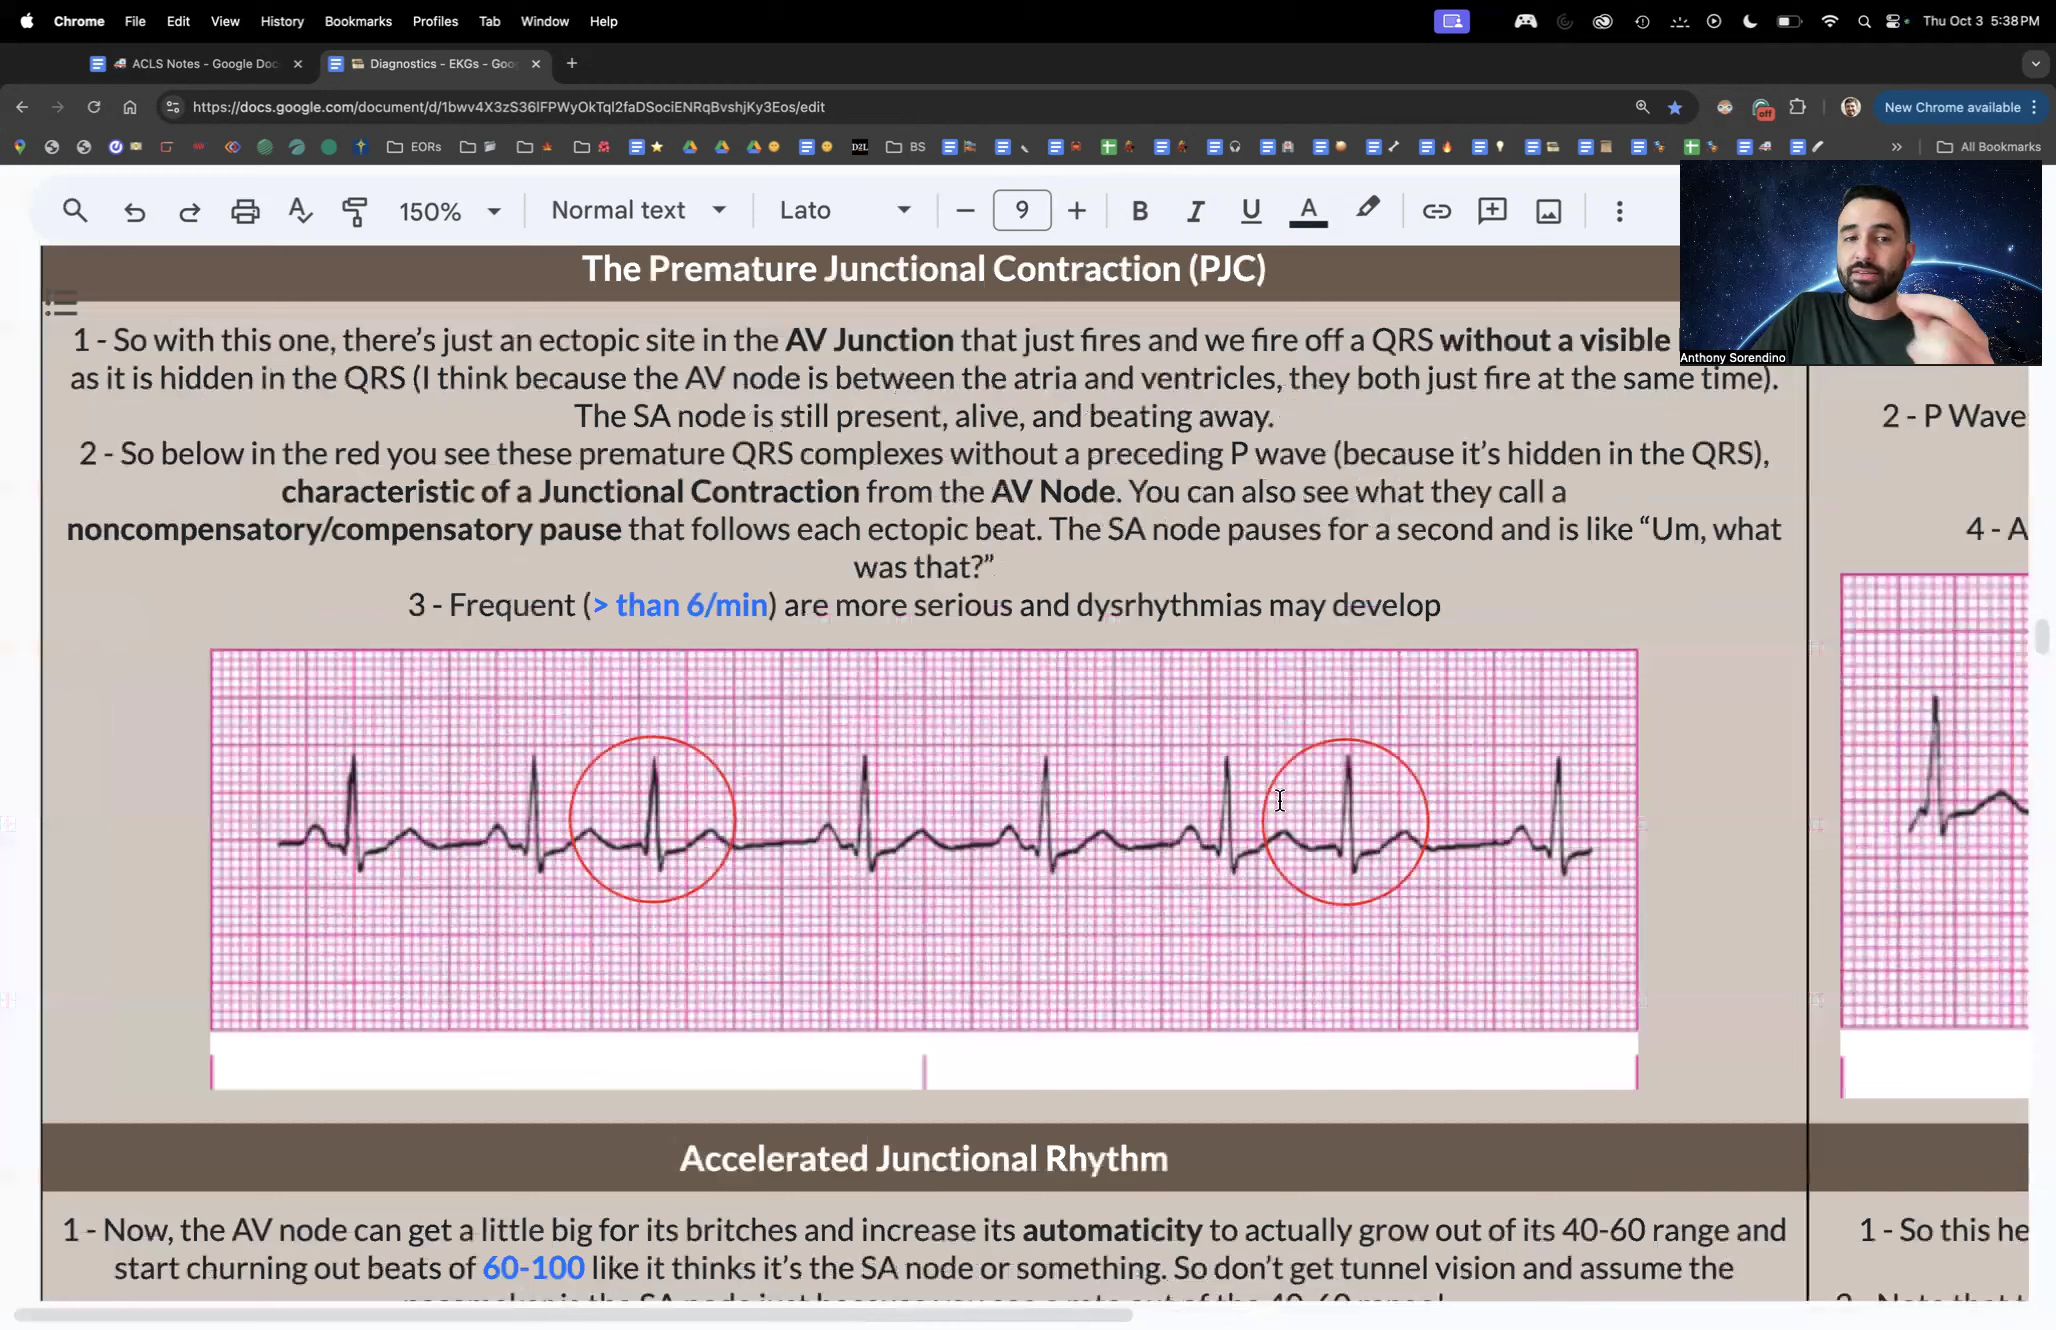 Chrome File Edit View History Bookmarks Profiles Tab Window Help Thu Oct 3 5:38 PM
ACLS Notes - Google Doc Diagnostics - EKGs - Goo
https://docs.google.com/document/d/1bwv4X3zS36lFPWyOkTql2faDSociENRqBvshjKy3Eos/edit off New Chrome available
EORs D2L BS All Bookmarks
150% Normal text Lato 9 B I U A
Anthony Sorendino
The Premature Junctional Contraction (PJC)
1 - So with this one, there's just an ectopic site in the AV Junction that just fires and we fire off a QRS without a visible
as it is hidden in the QRS (I think because the AV node is between the atria and ventricles, they both just fire at the same time).
The SA node is still present, alive, and beating away.
2 - So below in the red you see these premature QRS complexes without a preceding P wave (because it's hidden in the QRS),
characteristic of a Junctional Contraction from the AV Node. You can also see what they call a
noncompensatory/compensatory pause that follows each ectopic beat. The SA node pauses for a second and is like “Um, what
was that?”
3 - Frequent (> than 6/min) are more serious and dysrhythmias may develop
2 - P Wave
4 - A
Accelerated Junctional Rhythm
1 - Now, the AV node can get a little big for its britches and increase its automaticity to actually grow out of its 40-60 range and
start churning out beats of 60-100 like it thinks it's the SA node or something. So don't get tunnel vision and assume the
1 - So this he